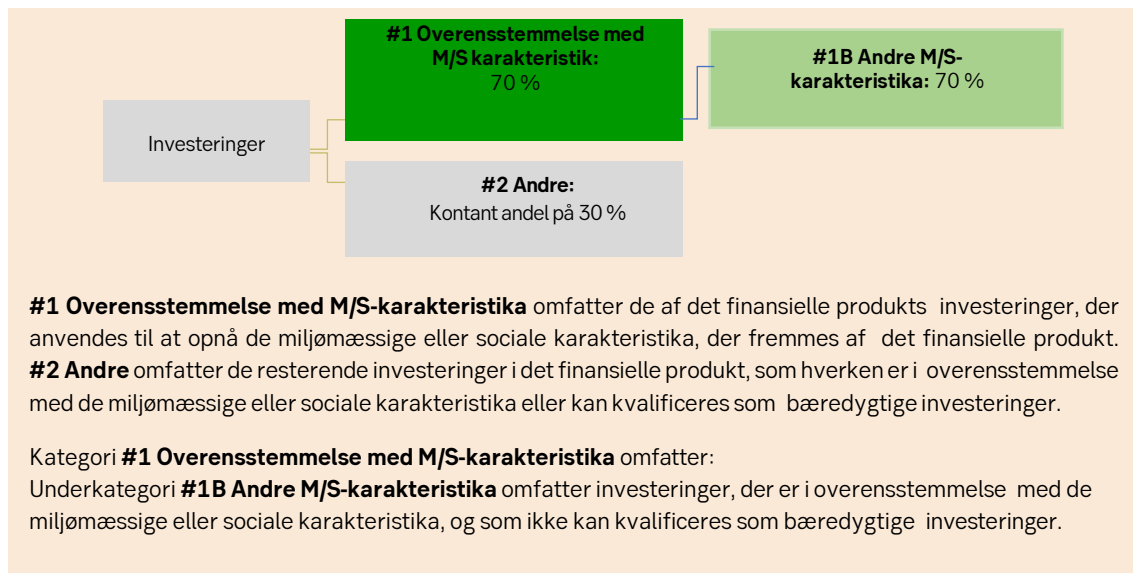 #1 Overensstemmelse med
M/S karakteristik:
70 %
#1B Andre M/S-
karakteristika: 70 %
Investeringer
#2 Andre:
Kontant andel på 30 %
#1 Overensstemmelse med M/S-karakteristika omfatter de af det finansielle produkts investeringer, der
anvendes til at opnå de miljømæssige eller sociale karakteristika, der fremmes af det finansielle produkt.
#2 Andre omfatter de resterende investeringer i det finansielle produkt, som hverken er i overensstemmelse
med de miljømæssige eller sociale karakteristika eller kan kvalificeres som bæredygtige investeringer.
Kategori #1 Overensstemmelse med M/S-karakteristika omfatter:
Underkategori #1B Andre M/S-karakteristika omfatter investeringer, der er i overensstemmelse med de
miljømæssige eller sociale karakteristika, og som ikke kan kvalificeres som bæredygtige investeringer.